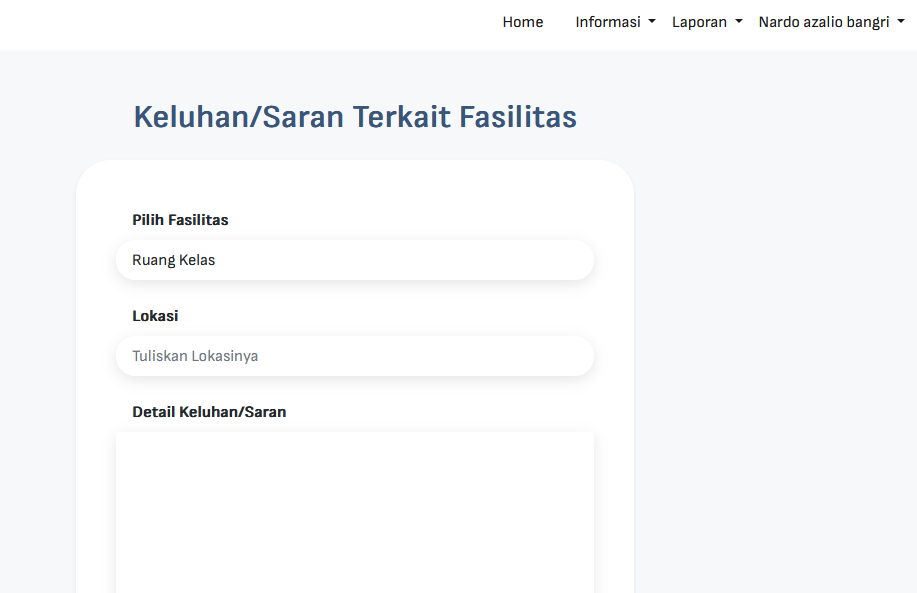 Home Informasi Laporan Nardo azalio bangri
Keluhan/Saran Terkait Fasilitas
Pilih Fasilitas
Ruang Kelas
Lokasi
Tuliskan Lokasinya
Detail Keluhan/Saran